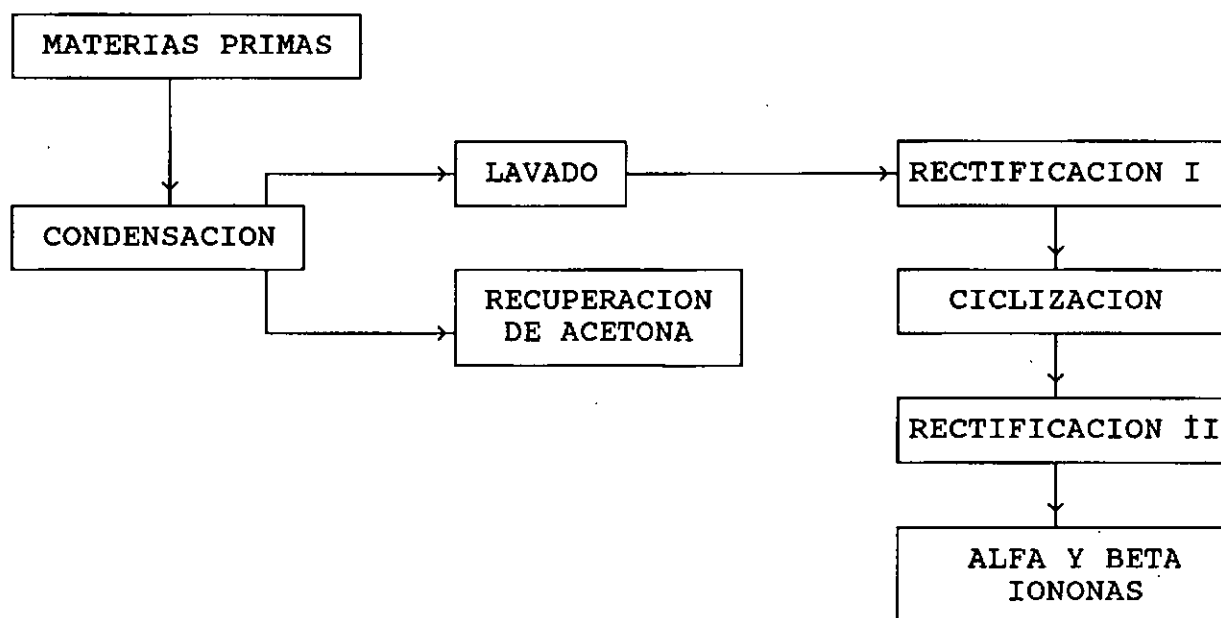 MATERIAS PRIMAS
CONDENSACION
LAVADO
RECUPERACION
DE ACETONA
RECTIFICACION I
CICLIZACION
RECTIFICACION II
ALFA Y BETA
IONONAS